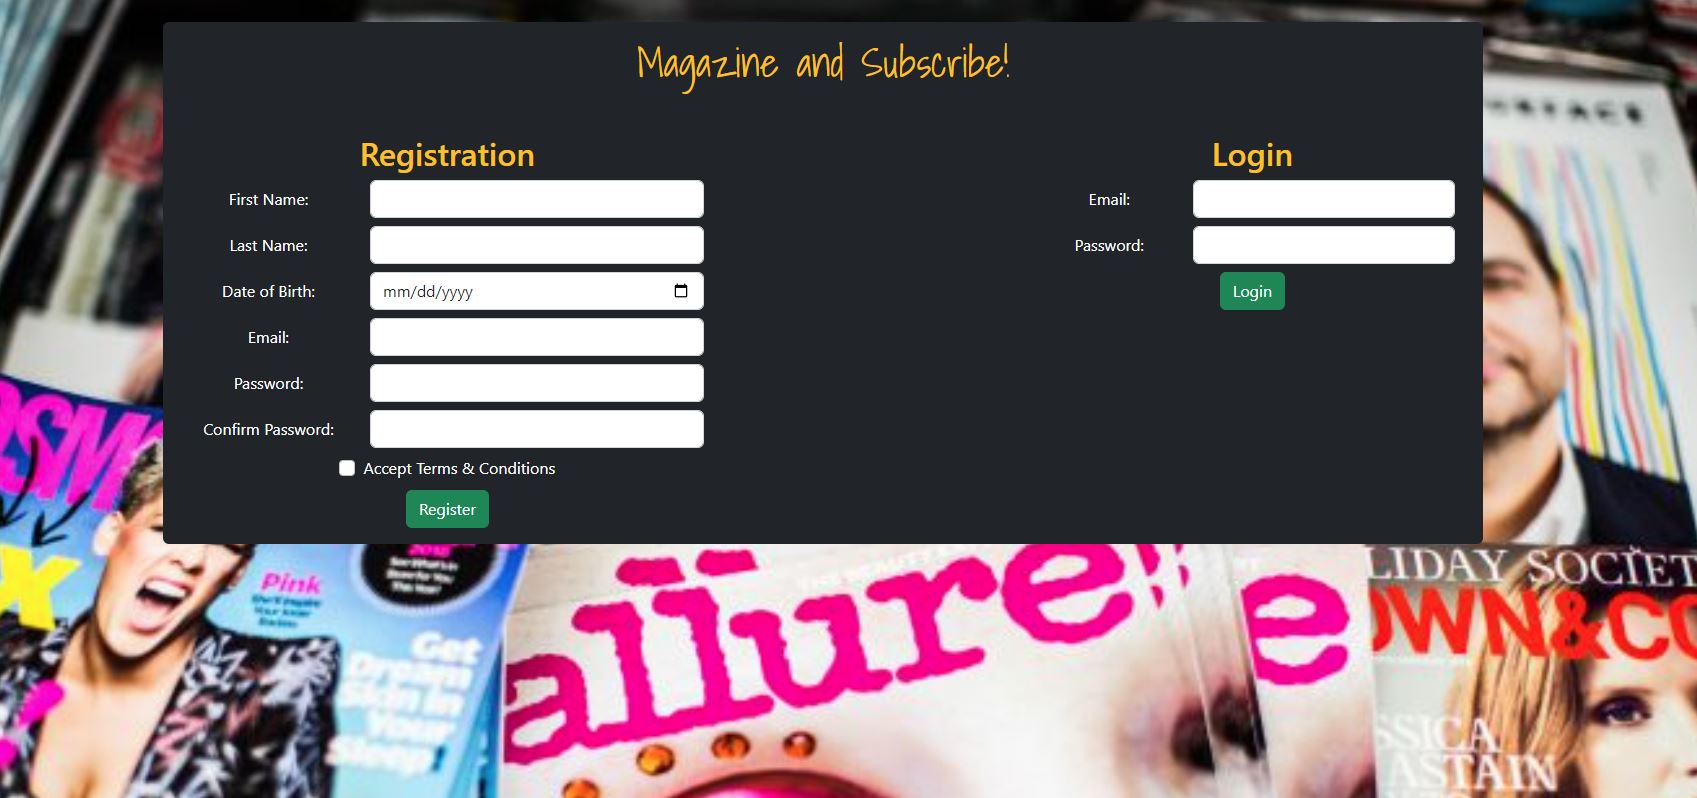 Magazine and Subscribe!
Registration
First Name:
Last Name:
Date of Birth:
mm/dd/yyyy
Email:
Password:
Confirm Password:
Accept Terms & Conditions
Register
Login
Email:
Password:
Login
Pink
Get
Dream
Skin in
Your
Sleep!
allure
e
LIDAY SOCIET
OWN&CO
SSICA
ASTAIN